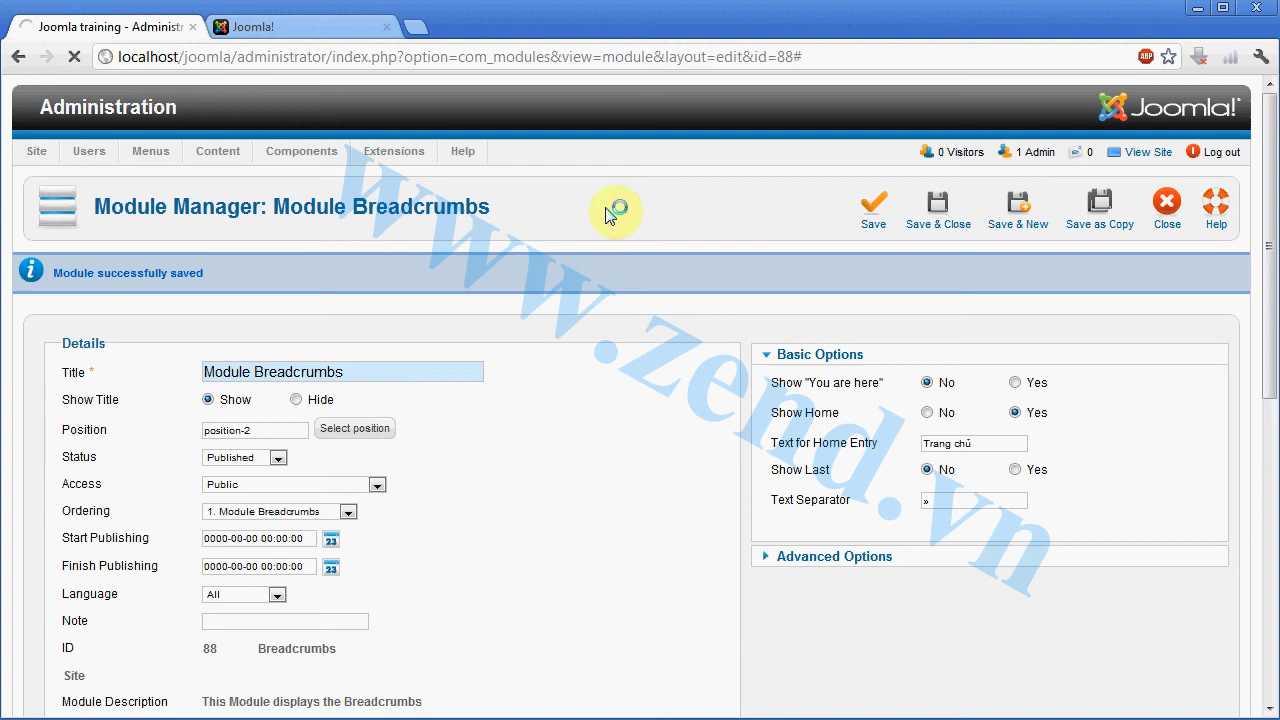 Joomla training - Administr
Joomla!
localhost/joomla/administrator/index.php?option=com_modules&view=module&layout=edit&id=88#
ABP
Administration
Joomla!
Site Users Menus Content Components Extensions Help
0 Visitors 1 Admin 0 View Site Log out
Module Manager: Module Breadcrumbs
Save Save & Close Save & New Save as Copy Close Help
Module successfully saved
Details
Title *
Module Breadcrumbs
Show Title Show Hide
Position position-2 Select position
Status Published
Access Public
Ordering 1. Module Breadcrumbs
Start Publishing 0000-00-00 00:00:00 23
Finish Publishing 0000-00-00 00:00:00 23
Language All
Note
ID 88 Breadcrumbs
Site
Module Description This Module displays the Breadcrumbs
Basic Options
Show "You are here" No Yes
Show Home No Yes
Text for Home Entry Trang chủ
Show Last No Yes
Text Separator »
Advanced Options
www.zend.vn